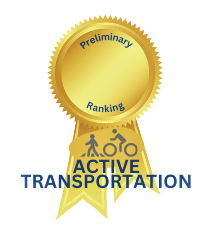 Preliminary
Ranking
ACTIVE
TRANSPORTATION